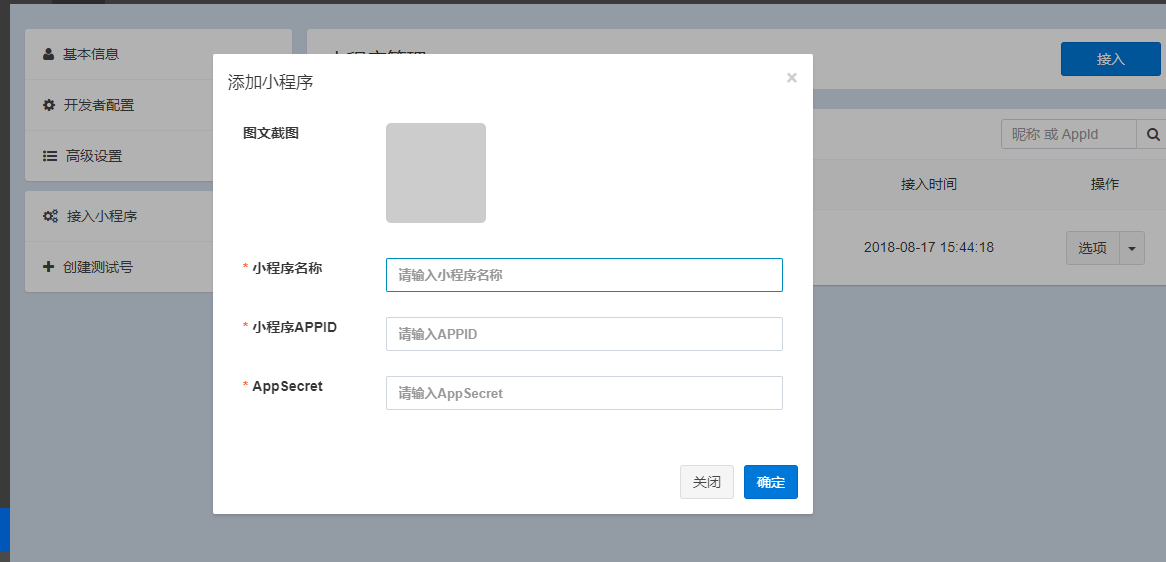 基本信息
开发者配置
高级设置
接入小程序
创建测试号
小程序管理
接入
昵称 或 AppId
接入时间
操作
2018-08-17 15:44:18
选项
添加小程序
×
图文截图
* 小程序名称
请输入小程序名称
* 小程序APPID
请输入APPID
* AppSecret
请输入AppSecret
关闭
确定